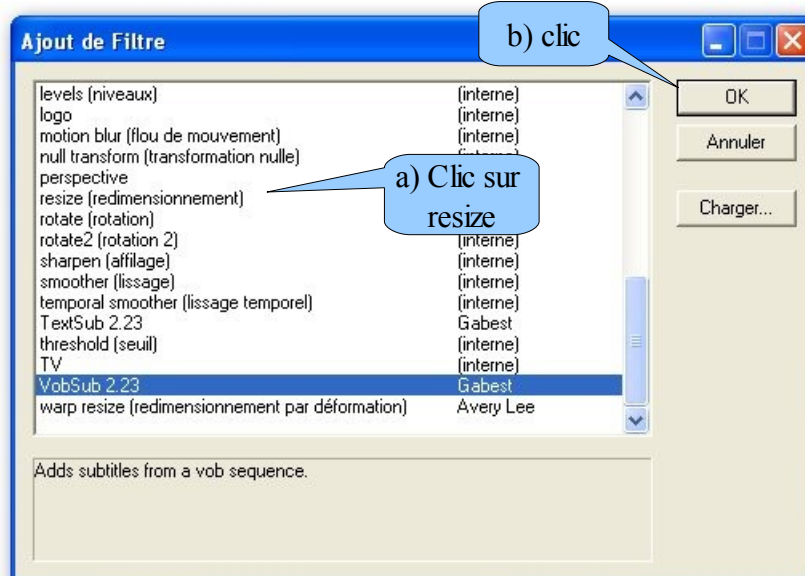 Ajout de Filtre
b) clic
levels (niveaux) (interne)
logo (interne)
motion blur (flou de mouvement) (interne)
null transform (transformation nulle)
perspective
resize (redimensionnement)
rotate (rotation)
rotate2 (rotation 2) (interne)
sharpen (affilage) (interne)
smoother (lissage) (interne)
temporal smoother (lissage temporel) (interne)
TextSub 2.23 Gabest
threshold (seuil) (interne)
TV (interne)
VobSub 2.23 Gabest
warp resize (redimensionnement par déformation) Avery Lee
a) Clic sur
resize
OK
Annuler
Charger...
Adds subtitles from a vob sequence.